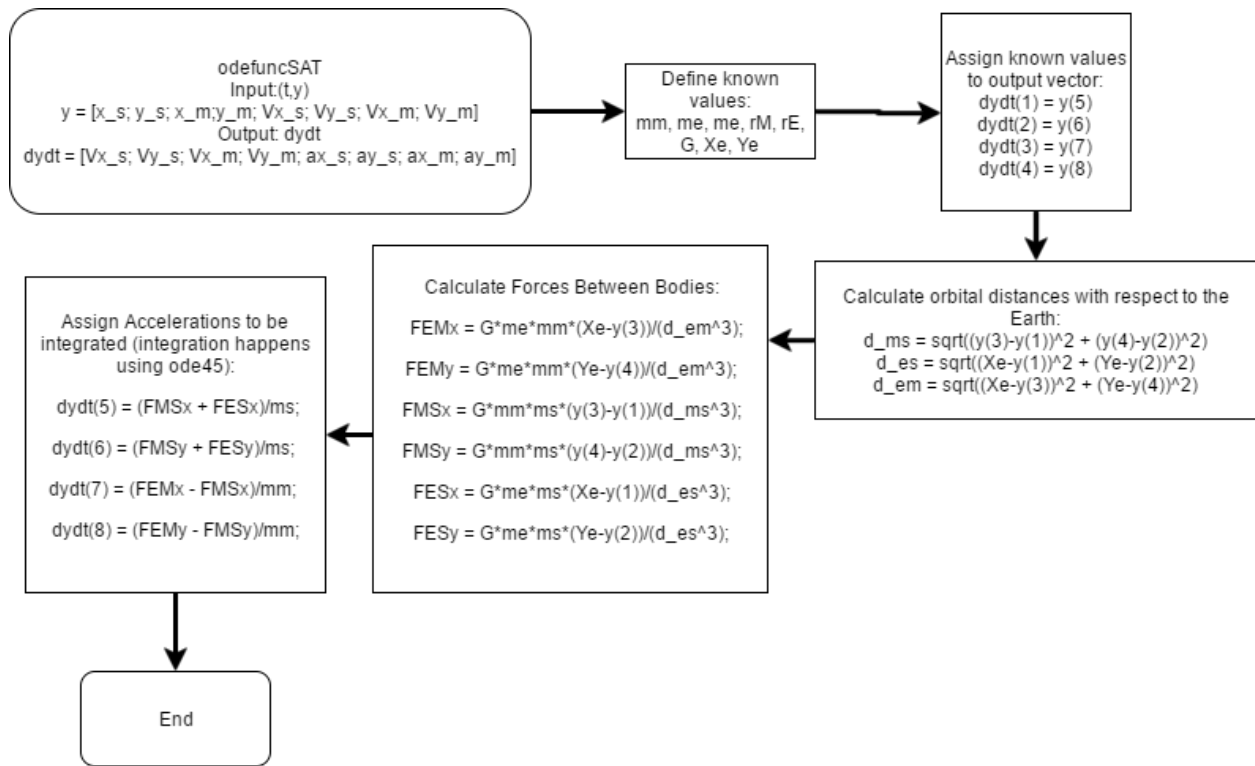 odefuncSAT
Input:(t,y)
y = [x_s; y_s; x_m;y_m; Vx_s; Vy_s; Vx_m; Vy_m]
Output: dydt
dydt = [Vx_s; Vy_s; Vx_m; Vy_m; ax_s; ay_s; ax_m; ay_m]
Define known
values:
mm, me, me, rM, rE,
G, Xe, Ye
Assign known values
to output vector:
dydt(1) = y(5)
dydt(2) = y(6)
dydt(3) = y(7)
dydt(4) = y(8)
Calculate orbital distances with respect to the
Earth:
d_ms = sqrt((y(3)-y(1))^2 + (y(4)-y(2))^2)
d_es = sqrt((Xe-y(1))^2 + (Ye-y(2))^2)
d_em = sqrt((Xe-y(3))^2 + (Ye-y(4))^2)
Calculate Forces Between Bodies:
FEMx = G*me*mm*(Xe-y(3))/(d_em^3);
FEMy = G*me*mm*(Ye-y(4))/(d_em^3);
FMSx = G*mm*ms*(y(3)-y(1))/(d_ms^3);
FMSy = G*mm*ms*(y(4)-y(2))/(d_ms^3);
FESx = G*me*ms*(Xe-y(1))/(d_es^3);
FESy = G*me*ms*(Ye-y(2))/(d_es^3);
Assign Accelerations to be
integrated (integration happens
using ode45):
dydt(5) = (FMSx + FESx)/ms;
dydt(6) = (FMSy + FESy)/ms;
dydt(7) = (FEMx - FMSx)/mm;
dydt(8) = (FEMy - FMSy)/mm;
End